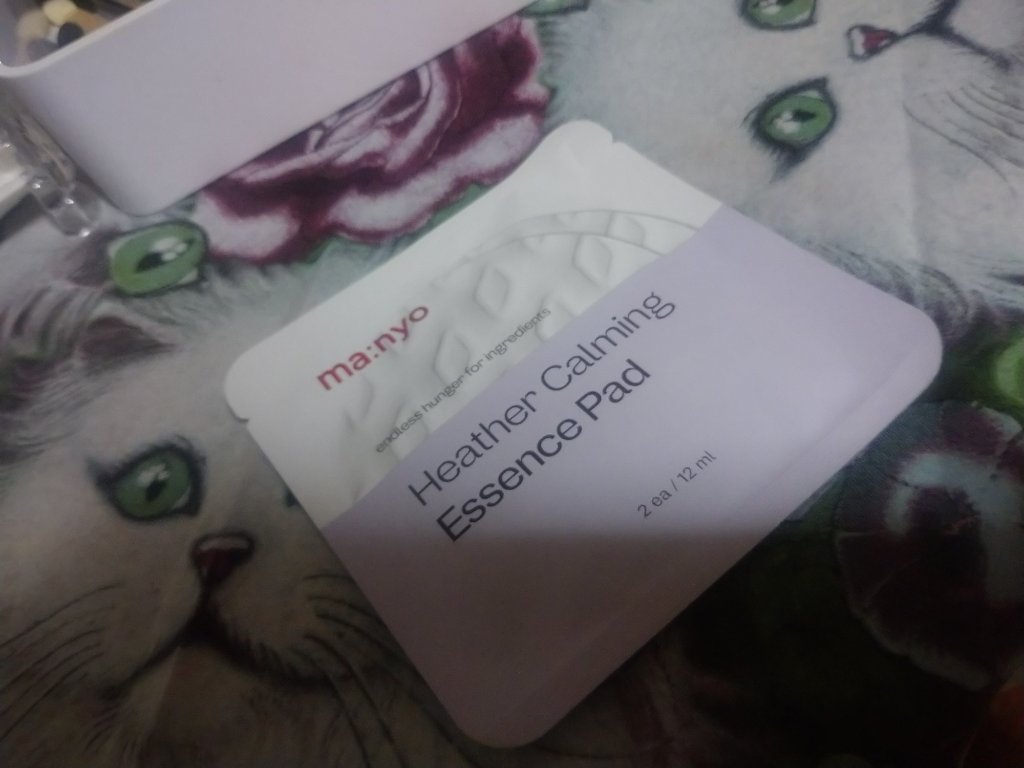 ma:nyo
endless hunger for ingredients
Heather Calming
Essence Pad
2 ea / 12 ml